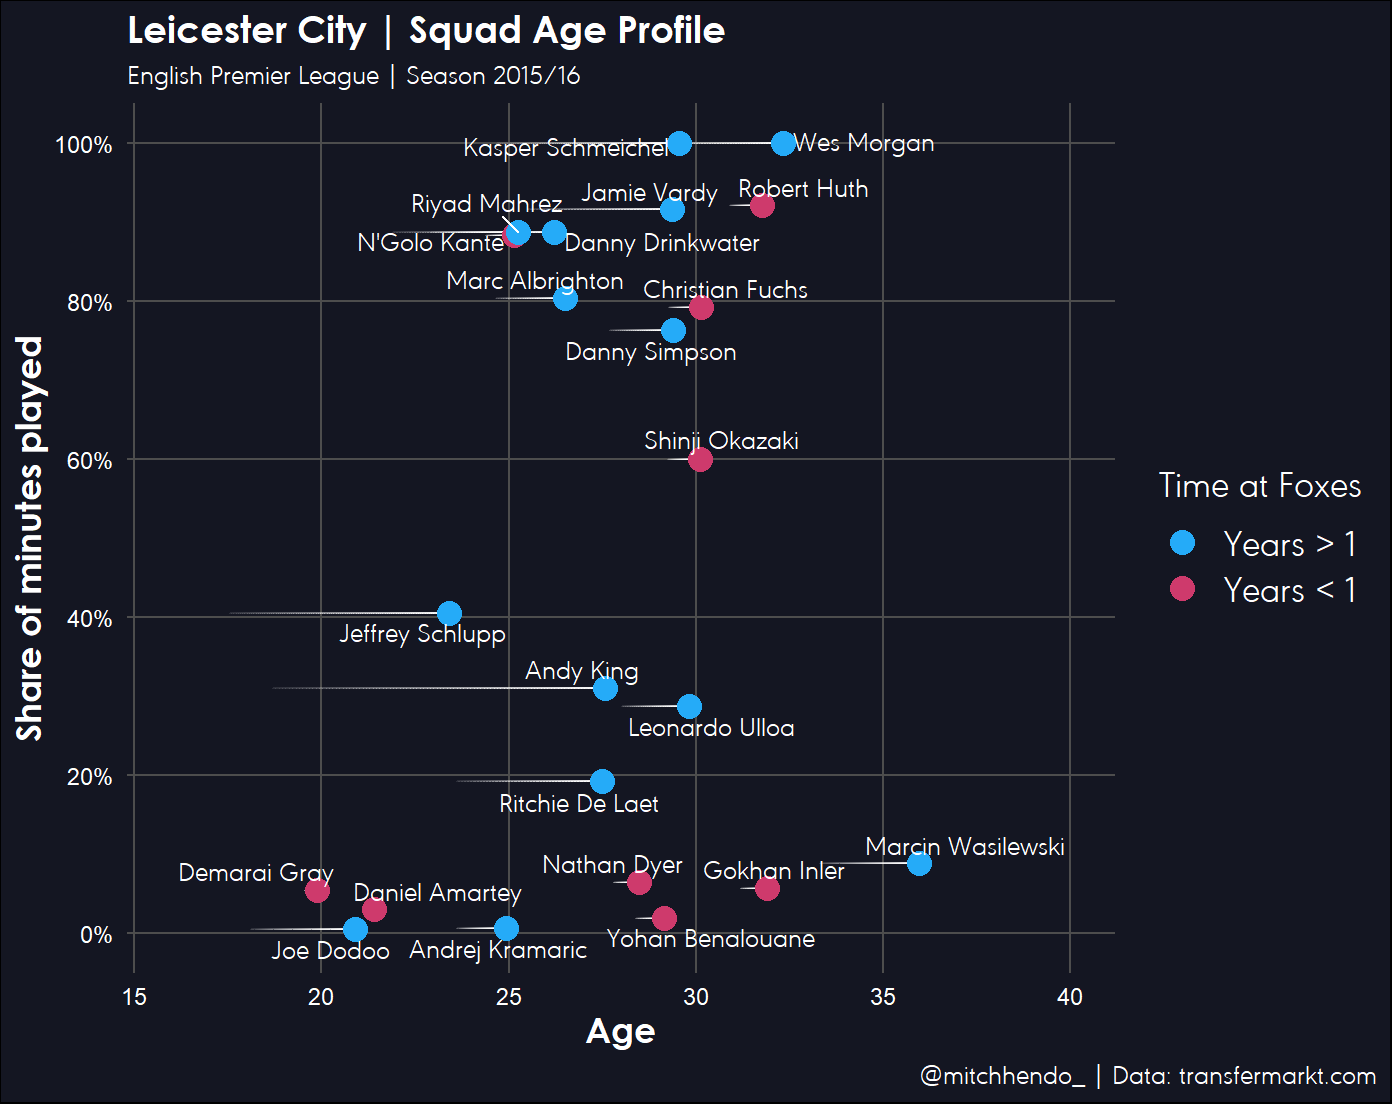 Leicester City | Squad Age Profile
English Premier League | Season 2015/16
Share of minutes played
100%
80%
60%
40%
20%
0%
Kasper Schmeichel
Wes Morgan
Jamie Vardy
Robert Huth
Riyad Mahrez
N'Golo Kanté
Danny Drinkwater
Marc Albrighton
Christian Fuchs
Danny Simpson
Shinji Okazaki
Jeffrey Schlupp
Andy King
Leonardo Ulloa
Ritchie De Laet
Marcin Wasilewski
Nathan Dyer
Gokhan Inler
Demarai Gray
Daniel Amartey
Yohan Benalouane
Joe Dodoo
Andrej Kramaric
15
20
25
30
35
40
Age
Time at Foxes
Years > 1
Years < 1
@mitchhendo_ | Data: transfermarkt.com